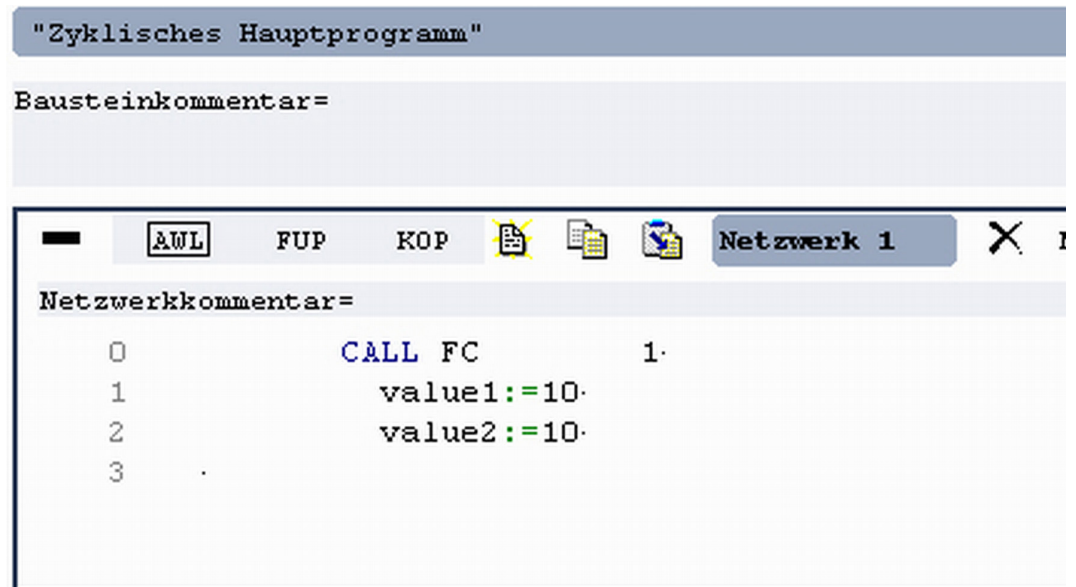 "Zyklisches Hauptprogramm"
Bausteinkommentar=
AWL FUP KOP Netzwerk 1
Netzwerkkommentar=
0 CALL FC 1
1 value1:=10
2 value2:=10
3